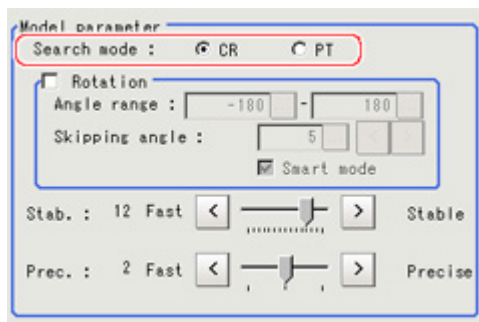 Model parameter
Search mode : CR PT
Rotation
Angle range : -180 - 180
Skipping angle : 5 < >
Smart mode
Stab. : 12 Fast < > Stable
Prec. : 2 Fast < > Precise